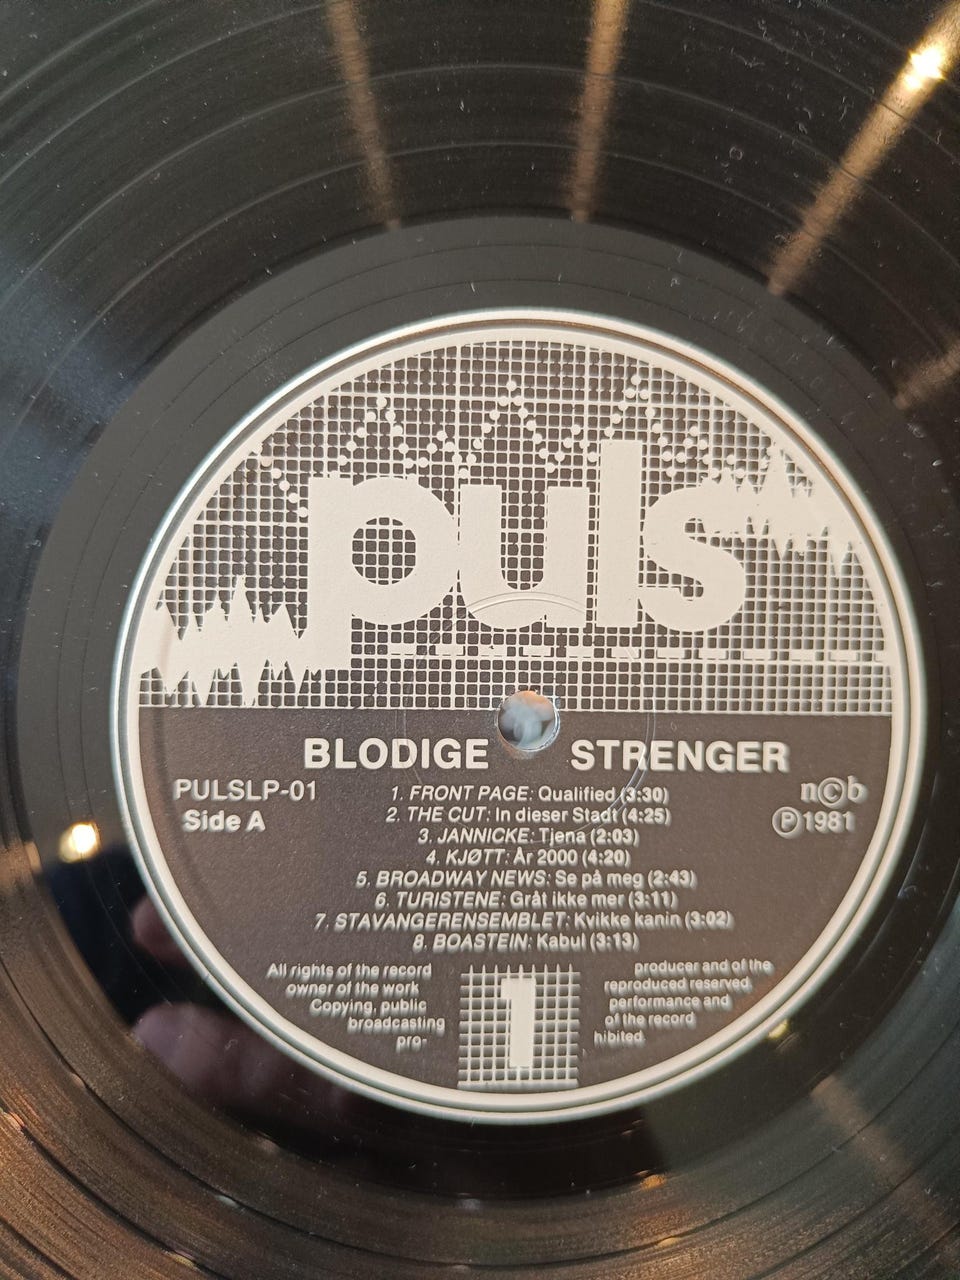 puls
BLODIGE STRENGER
PULSLP-01
Side A
n©b
Ⓟ1981
1. FRONT PAGE: Qualified (3:30)
2. THE CUT: In dieser Stadt (4:25)
3. JANNICKE: Tjena (2:03)
4. KJØTT: År 2000 (4:20)
5. BROADWAY NEWS: Se på meg (2:43)
6. TURISTENE: Gråt ikke mer (3:11)
7. STAVANGERENSEMBLET: Kvikke kanin (3:02)
8. BOASTEIN: Kabul (3:13)
All rights of the record producer and of the
owner of the work reproduced reserved.
Copying, public performance and
broadcasting of the record
pro- hibited.
1